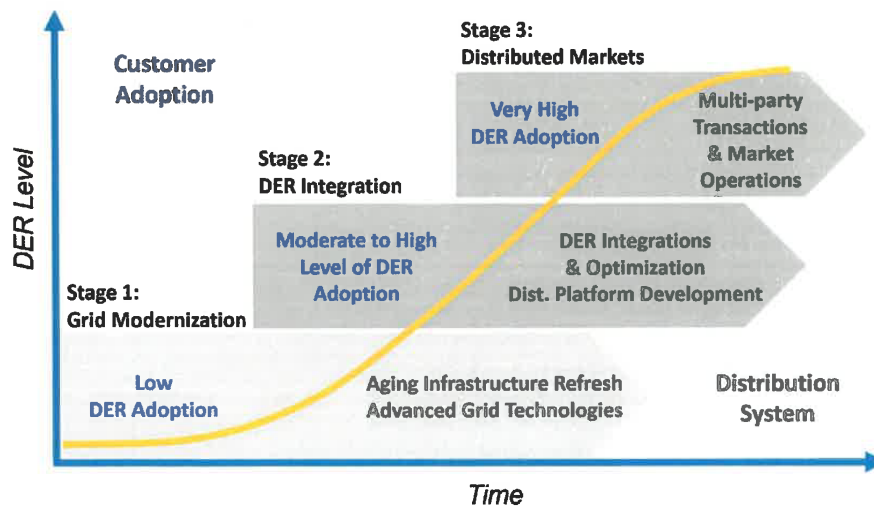 Customer
Adoption
Stage 3:
Distributed Markets
Very High
DER Adoption
Multi-party
Transactions
& Market
Operations
Stage 2:
DER Integration
Moderate to High
Level of DER
Adoption
DER Integrations
& Optimization
Dist. Platform Development
Stage 1:
Grid Modernization
Low
DER Adoption
Aging Infrastructure Refresh
Advanced Grid Technologies
Distribution
System
DER Level
Time